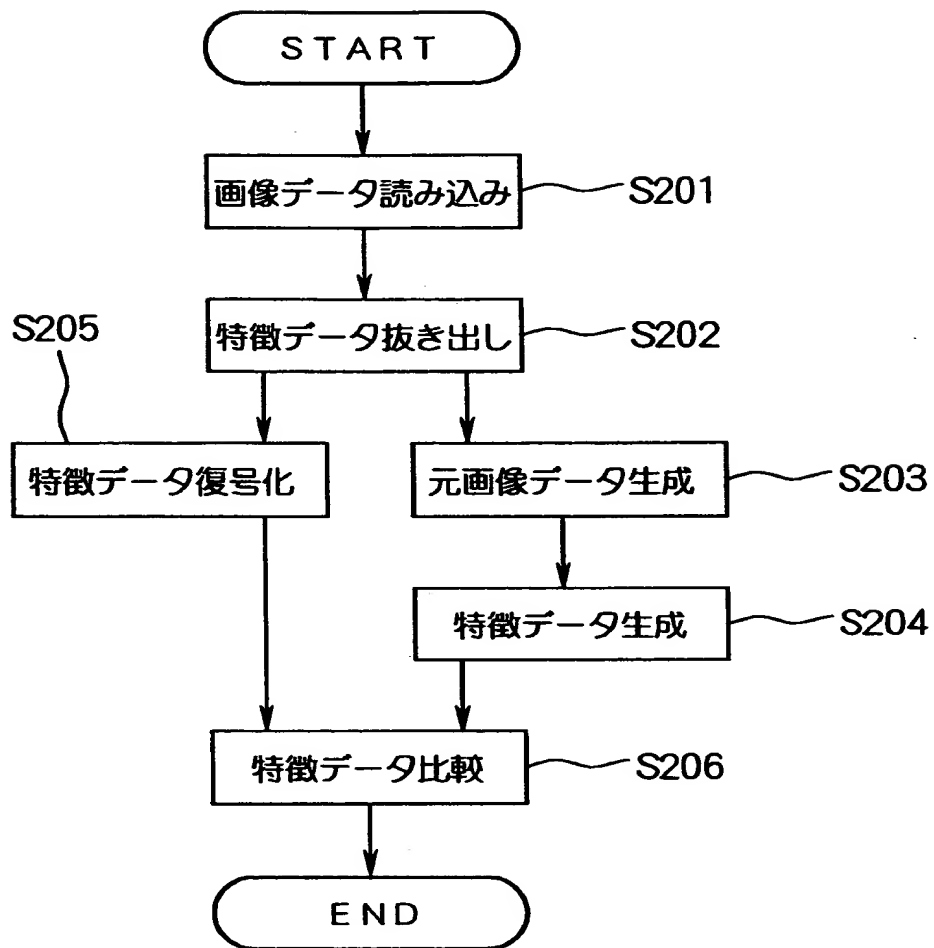 START
画像データ読み込み
S201
特徴データ抜き出し
S202
S205
特徴データ復号化
元画像データ生成
S203
特徴データ生成
S204
特徴データ比較
S206
END